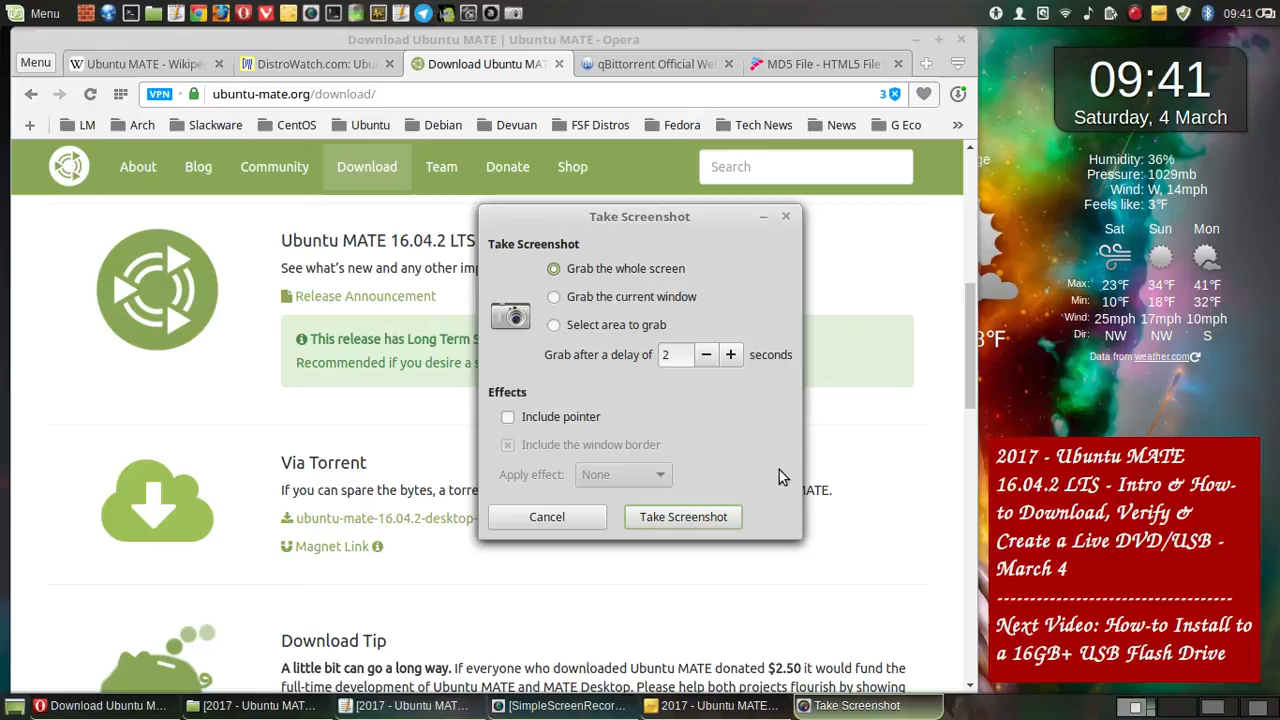 Menu
09:41
Download Ubuntu MATE | Ubuntu MATE - Opera
Menu
Ubuntu MATE - Wikipe
DistroWatch.com: Ubu
Download Ubuntu MAT
qBittorrent Official We
MD5 File - HTML5 File
VPN
ubuntu-mate.org/download/
3
LM
Arch
Slackware
CentOS
Ubuntu
Debian
Devuan
FSF Distros
Fedora
Tech News
News
G Eco
»
About
Blog
Community
Download
Team
Donate
Shop
Search
Ubuntu MATE 16.04.2 LTS
See what's new and any other imp
Release Announcement
This release has Long Term S
Recommended if you desire a s
Via Torrent
If you can spare the bytes, a torre
MATE.
ubuntu-mate-16.04.2-desktop-
Magnet Link
Download Tip
A little bit can go a long way. If everyone who downloaded Ubuntu MATE donated $2.50 it would fund the
full-time development of Ubuntu MATE and MATE Desktop. Please help both projects flourish by showing
Take Screenshot
Take Screenshot
Grab the whole screen
Grab the current window
Select area to grab
Grab after a delay of 2 seconds
Effects
Include pointer
Include the window border
Apply effect: None
Cancel
Take Screenshot
09:41
Saturday, 4 March
Humidity: 36%
Pressure: 1029mb
Wind: W, 14mph
Feels like: 3°F
Sat Sun Mon
Max: 23°F 34°F 41°F
Min: 10°F 18°F 32°F
Wind: 25mph 17mph 10mph
Dir: NW NW S
Data from weather.com
2017 - Ubuntu MATE
16.04.2 LTS - Intro & How-
to Download, Verify &
Create a Live DVD/USB -
March 4
----------------------------------
Next Video: How-to Install to
a 16GB+ USB Flash Drive
Download Ubuntu M...
[2017 - Ubuntu MAT...
[2017 - Ubuntu MAT...
[SimpleScreenRecor...
2017 - Ubuntu MATE...
Take Screenshot